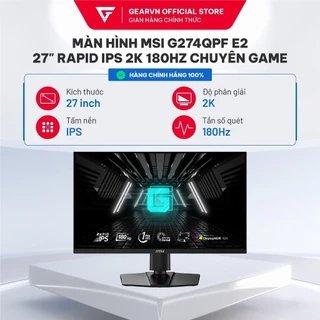 GEARVN OFFICIAL STORE
GIAN HÀNG CHÍNH THỨC
MÀN HÌNH MSI G274QPF E2
27" RAPID IPS 2K 180HZ CHUYÊN GAME
HÀNG CHÍNH HÃNG 100%
Kích thước
27 inch
Độ phân giải
2K
Tấm nền
IPS
Tần số quét
180Hz
RAPID
IPS